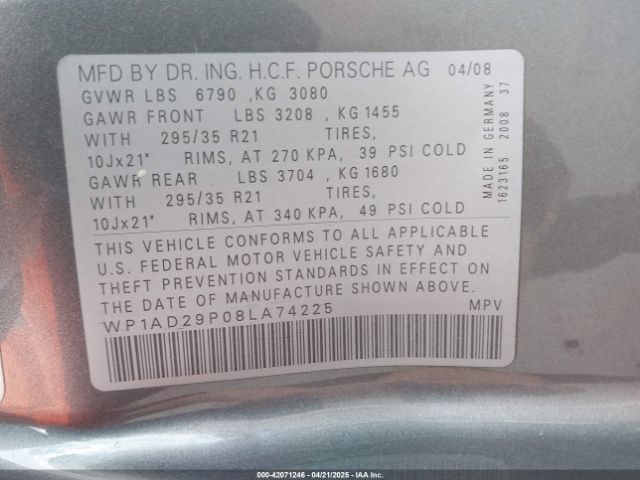 MFD BY DR. ING. H.C.F. PORSCHE AG 04/08
GVWR LBS 6790 , KG 3080
GAWR FRONT LBS 3208 , KG 1455
WITH 295/35 R21 TIRES,
10Jx21" RIMS, AT 270 KPA, 39 PSI COLD
GAWR REAR LBS 3704 , KG 1680
WITH 295/35 R21 TIRES,
10Jx21" RIMS, AT 340 KPA, 49 PSI COLD
THIS VEHICLE CONFORMS TO ALL APPLICABLE
U.S. FEDERAL MOTOR VEHICLE SAFETY AND
THEFT PREVENTION STANDARDS IN EFFECT ON
THE DATE OF MANUFACTURE SHOWN ABOVE.
WP1AD29P08LA74225 MPV
MADE IN GERMANY
1623165 2008 37
000-42071246 - 04/21/2025 - IAA Inc.